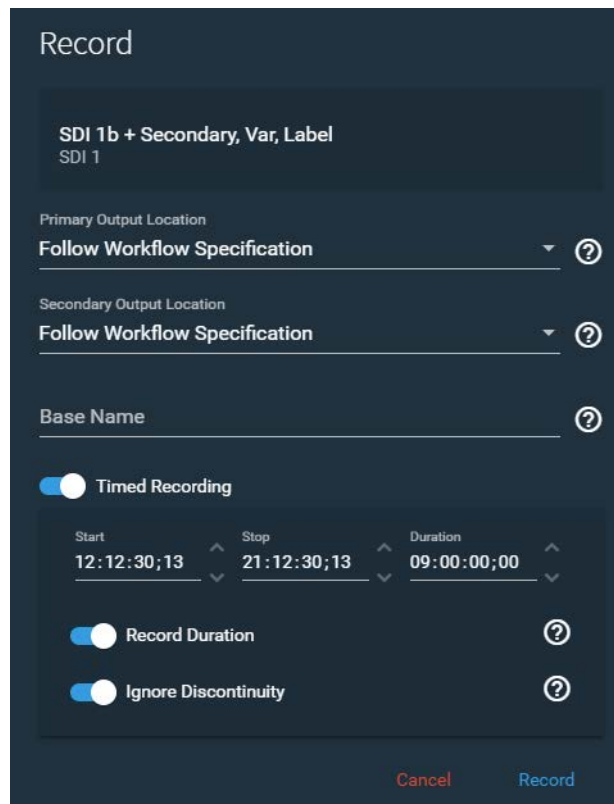 Record
SDI 1b + Secondary, Var, Label
SDI 1
Primary Output Location
Follow Workflow Specification
Secondary Output Location
Follow Workflow Specification
Base Name
Timed Recording
Start Stop Duration
12:12:30;13 21:12:30;13 09:00:00;00
Record Duration
Ignore Discontinuity
Cancel Record